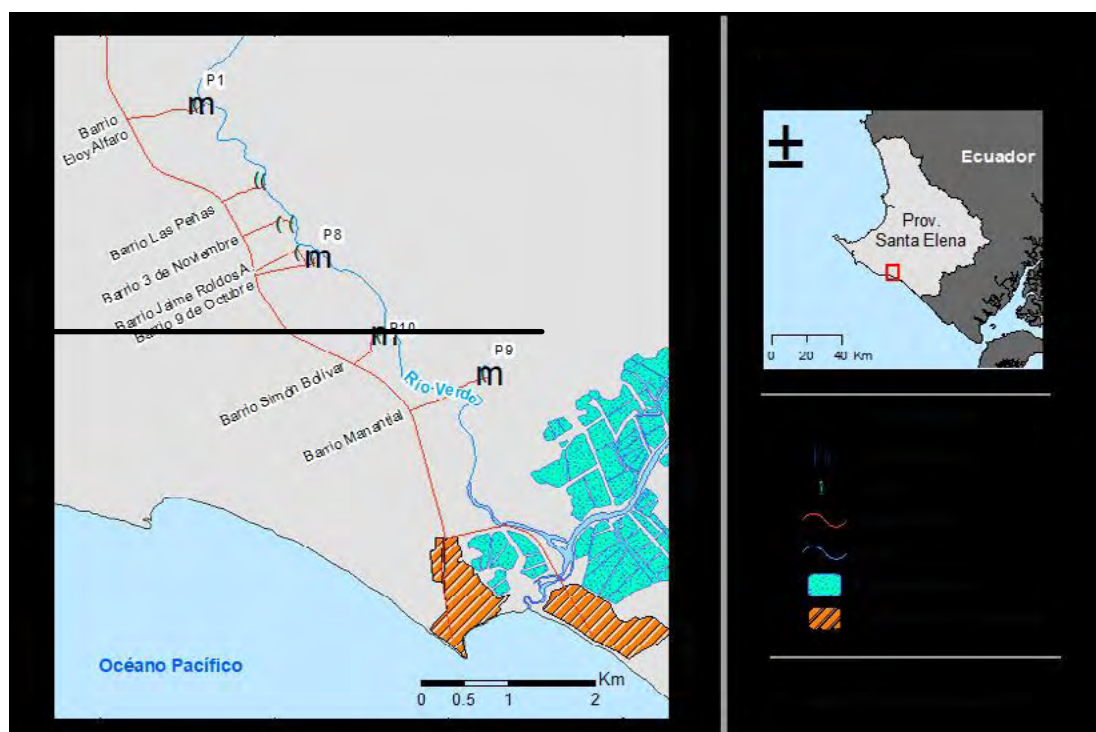 P1
m
Barrio
Eloy Alfaro
Barrio Las Peñas
Barrio 3 de Noviembre
P8
m
Barrio Jaime Roldos A
Barrio 9 de Octubre
m
P10
P9
m
Río Verde
Barrio Simón Bolívar
Barrio Manantial
Océano Pacífico
Km
0 0.5 1 2
±
Ecuador
Prov.
Santa Elena
0 20 40 Km